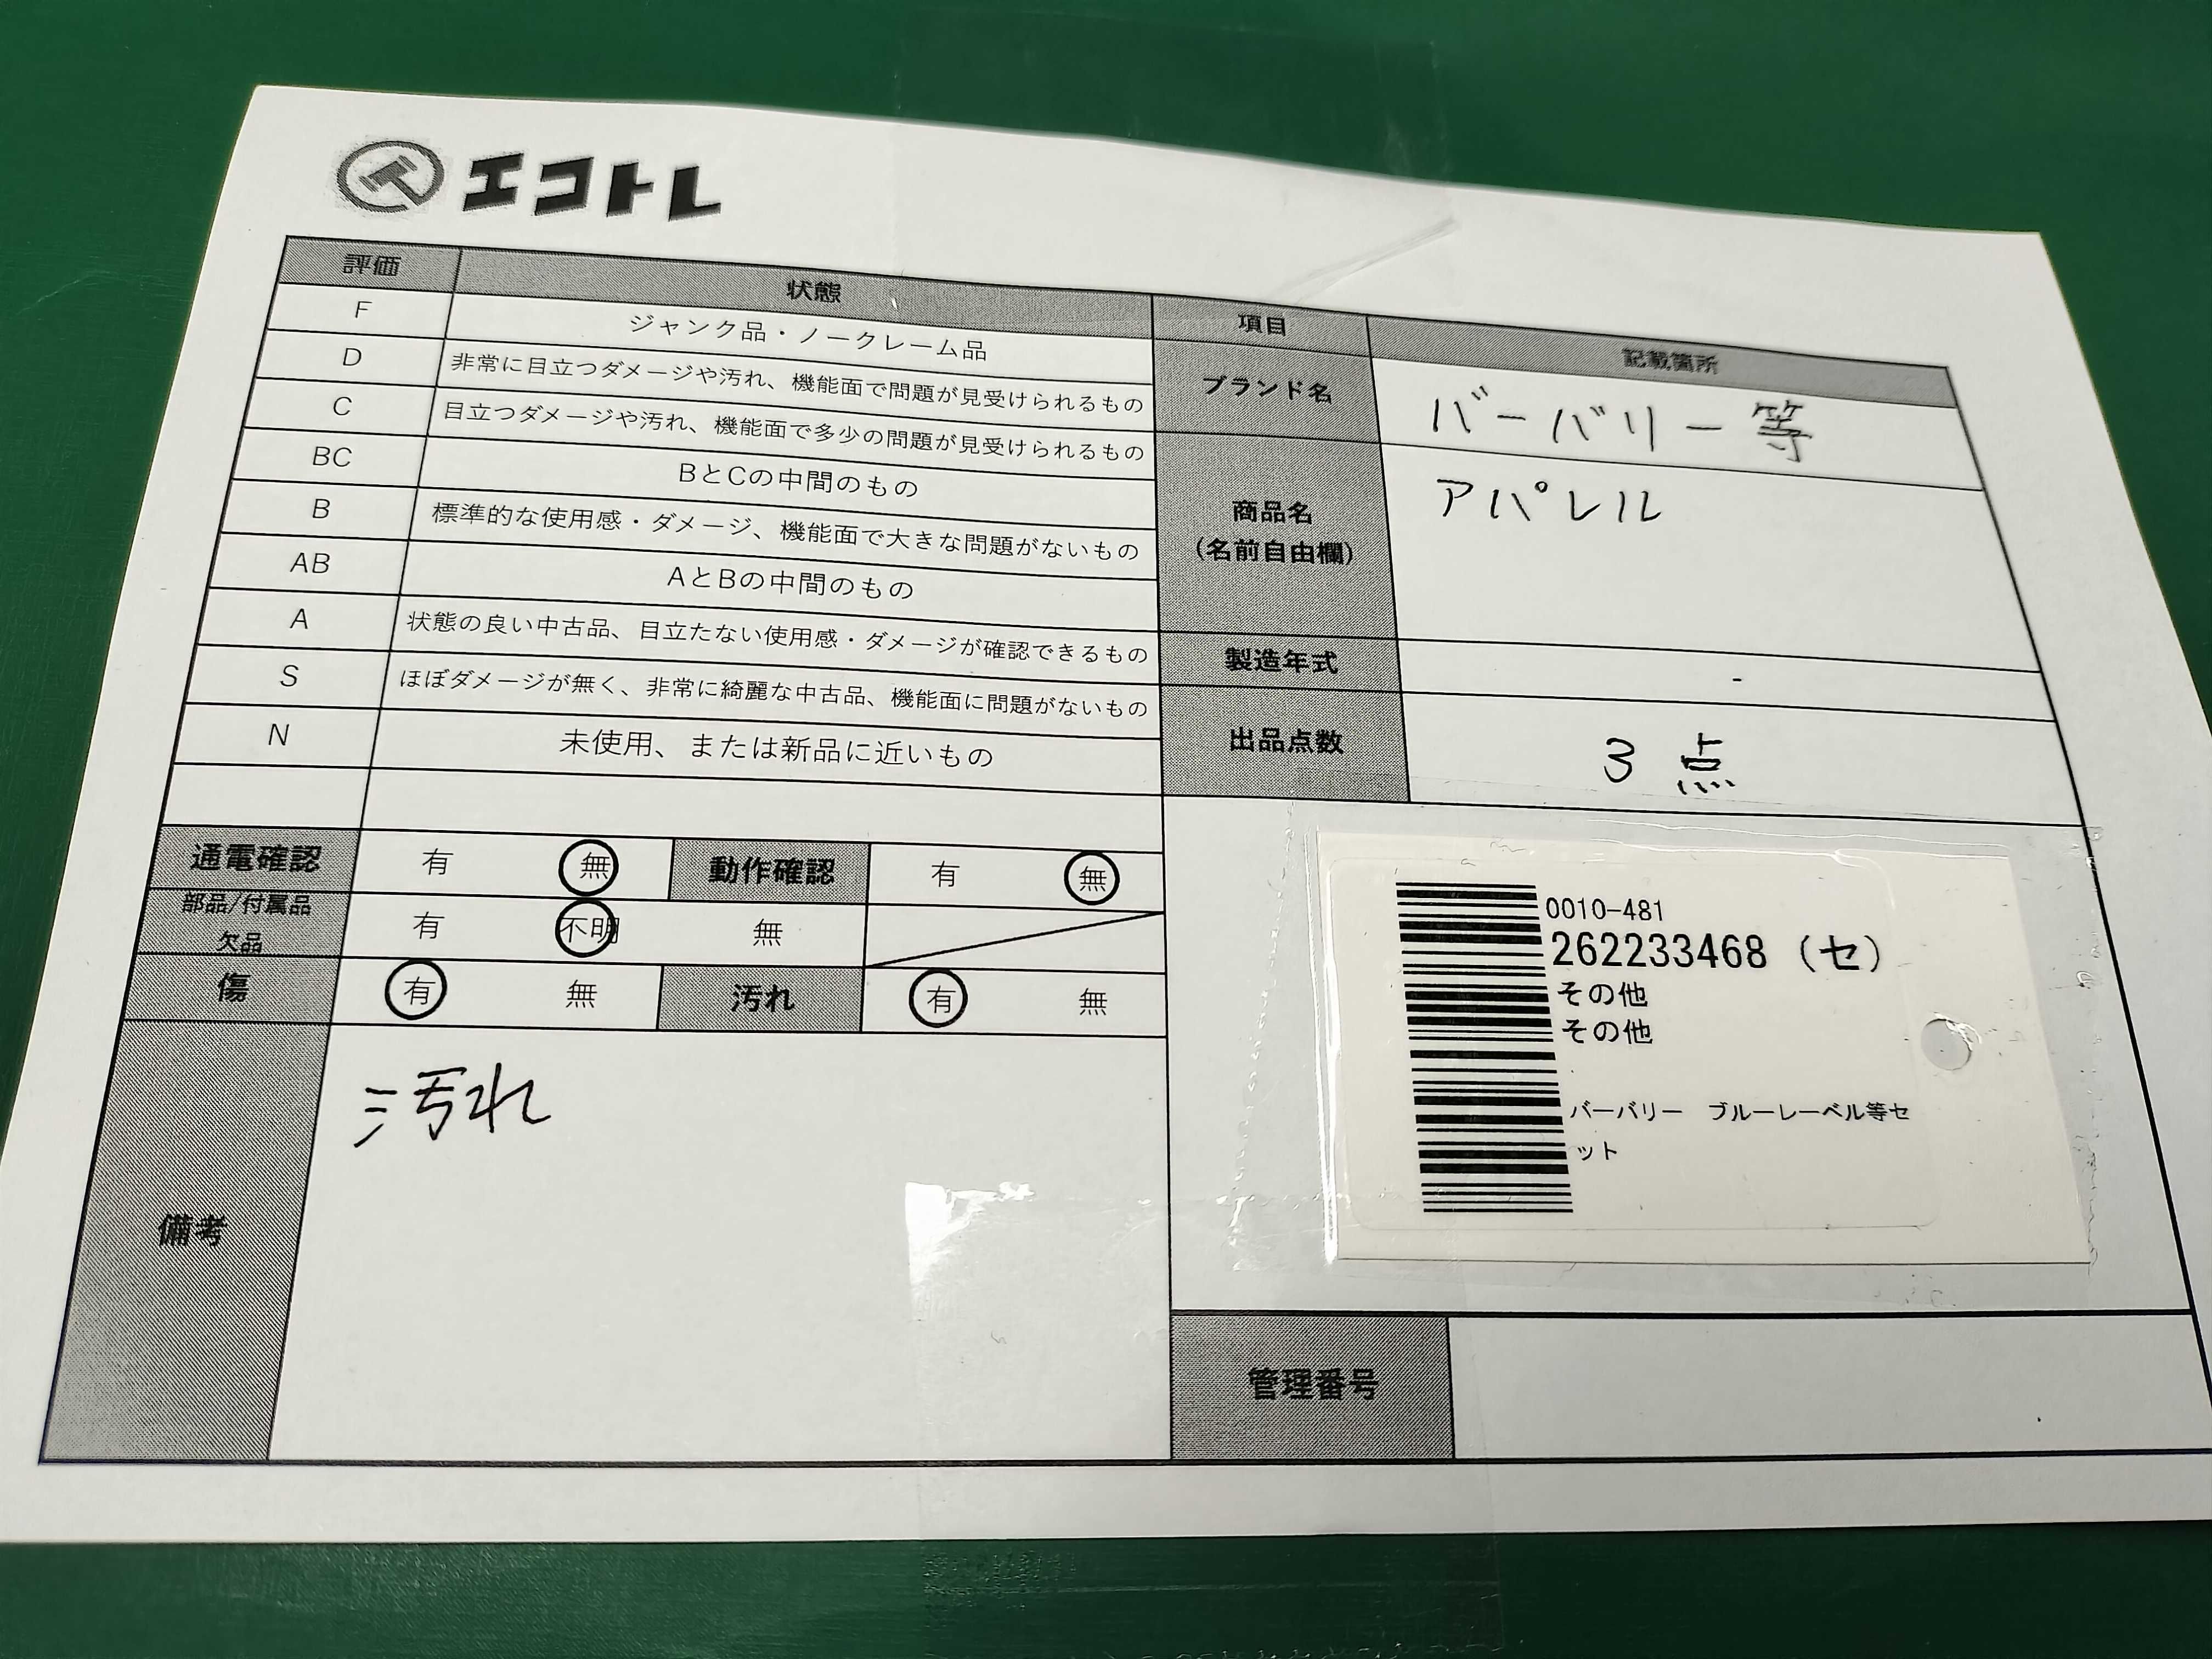 エコトレ
評価 状態
F ジャンク品・ノークレーム品
D 非常に目立つダメージや汚れ、機能面で問題が見受けられるもの
C 目立つダメージや汚れ、機能面で多少の問題が見受けられるもの
BC BとCの中間のもの
B 標準的な使用感・ダメージ、機能面で大きな問題がないもの
AB AとBの中間のもの
A 状態の良い中古品、目立たない使用感・ダメージが確認できるもの
S ほぼダメージが無く、非常に綺麗な中古品、機能面に問題がないもの
N 未使用、または新品に近いもの
通電確認 有 無 動作確認 有 無
部品/付属品
欠品 有 不明 無
傷 有 無 汚れ 有 無
備考 汚れ
項目 記載箇所
ブランド名 バーバリー等
商品名
(名前自由欄) アパレル
製造年式 -
出品点数 3点
0010-481
262233468 (セ)
その他
その他
バーバリー ブルーレーベル等セ
ット
管理番号